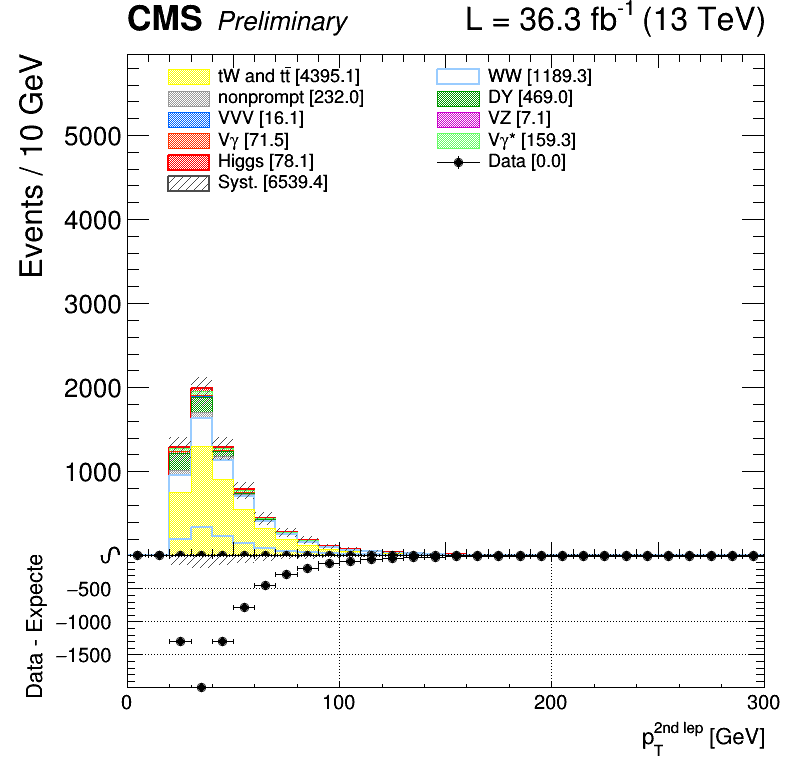 CMS Preliminary L = 36.3 fb⁻¹ (13 TeV)
tW and tt̄ [4395.1] WW [1189.3]
nonprompt [232.0] DY [469.0]
VVV [16.1] VZ [7.1]
Vγ [71.5] Vγ* [159.3]
Higgs [78.1] Data [0.0]
Syst. [6539.4]
Events / 10 GeV
5000
4000
3000
2000
1000
0
Data - Expecte
−500
−1000
−1500
0 100 200 300
p_T^2nd lep [GeV]